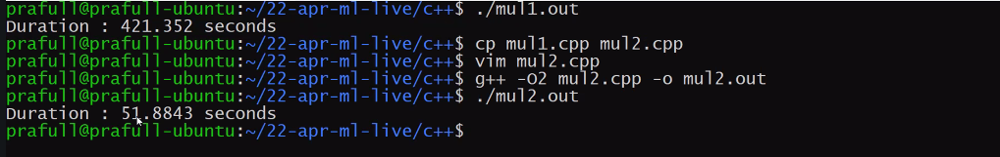 prafull@prafull-ubuntu:~/22-apr-ml-live/c++$ ./mul1.out
Duration : 421.352 seconds
prafull@prafull-ubuntu:~/22-apr-ml-live/c++$ cp mul1.cpp mul2.cpp
prafull@prafull-ubuntu:~/22-apr-ml-live/c++$ vim mul2.cpp
prafull@prafull-ubuntu:~/22-apr-ml-live/c++$ g++ -O2 mul2.cpp -o mul2.out
prafull@prafull-ubuntu:~/22-apr-ml-live/c++$ ./mul2.out
Duration : 51.8843 seconds
prafull@prafull-ubuntu:~/22-apr-ml-live/c++$